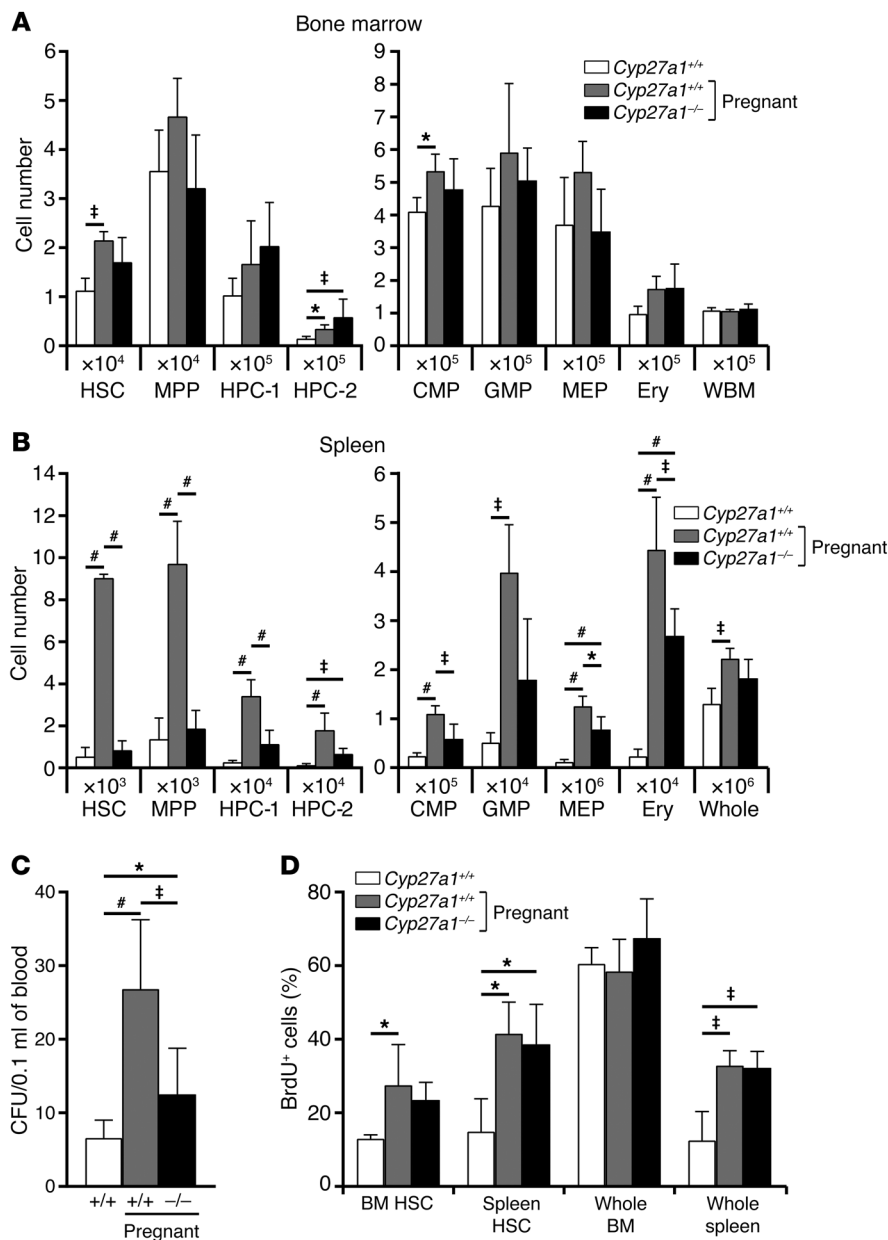 A
Bone marrow
Cell number
6
5
4
3
2
1
0
9
8
7
6
5
4
3
2
1
0
Cyp27a1+/+
Cyp27a1+/+
Cyp27a1−/−
Pregnant
‡
*
‡
*
×10⁴ ×10⁴ ×10⁵ ×10⁵
HSC MPP HPC-1 HPC-2
×10⁵ ×10⁵ ×10⁵ ×10⁵ ×10⁵
CMP GMP MEP Ery WBM
B
Spleen
Cell number
14
12
10
8
6
4
2
0
6
5
4
3
2
1
0
Cyp27a1+/+
Cyp27a1+/+
Cyp27a1−/−
Pregnant
# #
# #
# #
‡
#
# ‡
‡
#
# *
#
# ‡
‡
×10³ ×10³ ×10⁴ ×10⁴
HSC MPP HPC-1 HPC-2
×10⁵ ×10⁴ ×10⁶ ×10⁴ ×10⁶
CMP GMP MEP Ery Whole
C
CFU/0.1 ml of blood
40
30
20
10
0
*
# ‡
+/+ +/+ −/−
Pregnant
D
Cyp27a1+/+
Cyp27a1+/+
Cyp27a1−/−
Pregnant
BrdU⁺ cells (%)
80
60
40
20
0
*
*
*
‡
‡
BM HSC
Spleen
HSC
Whole
BM
Whole
spleen